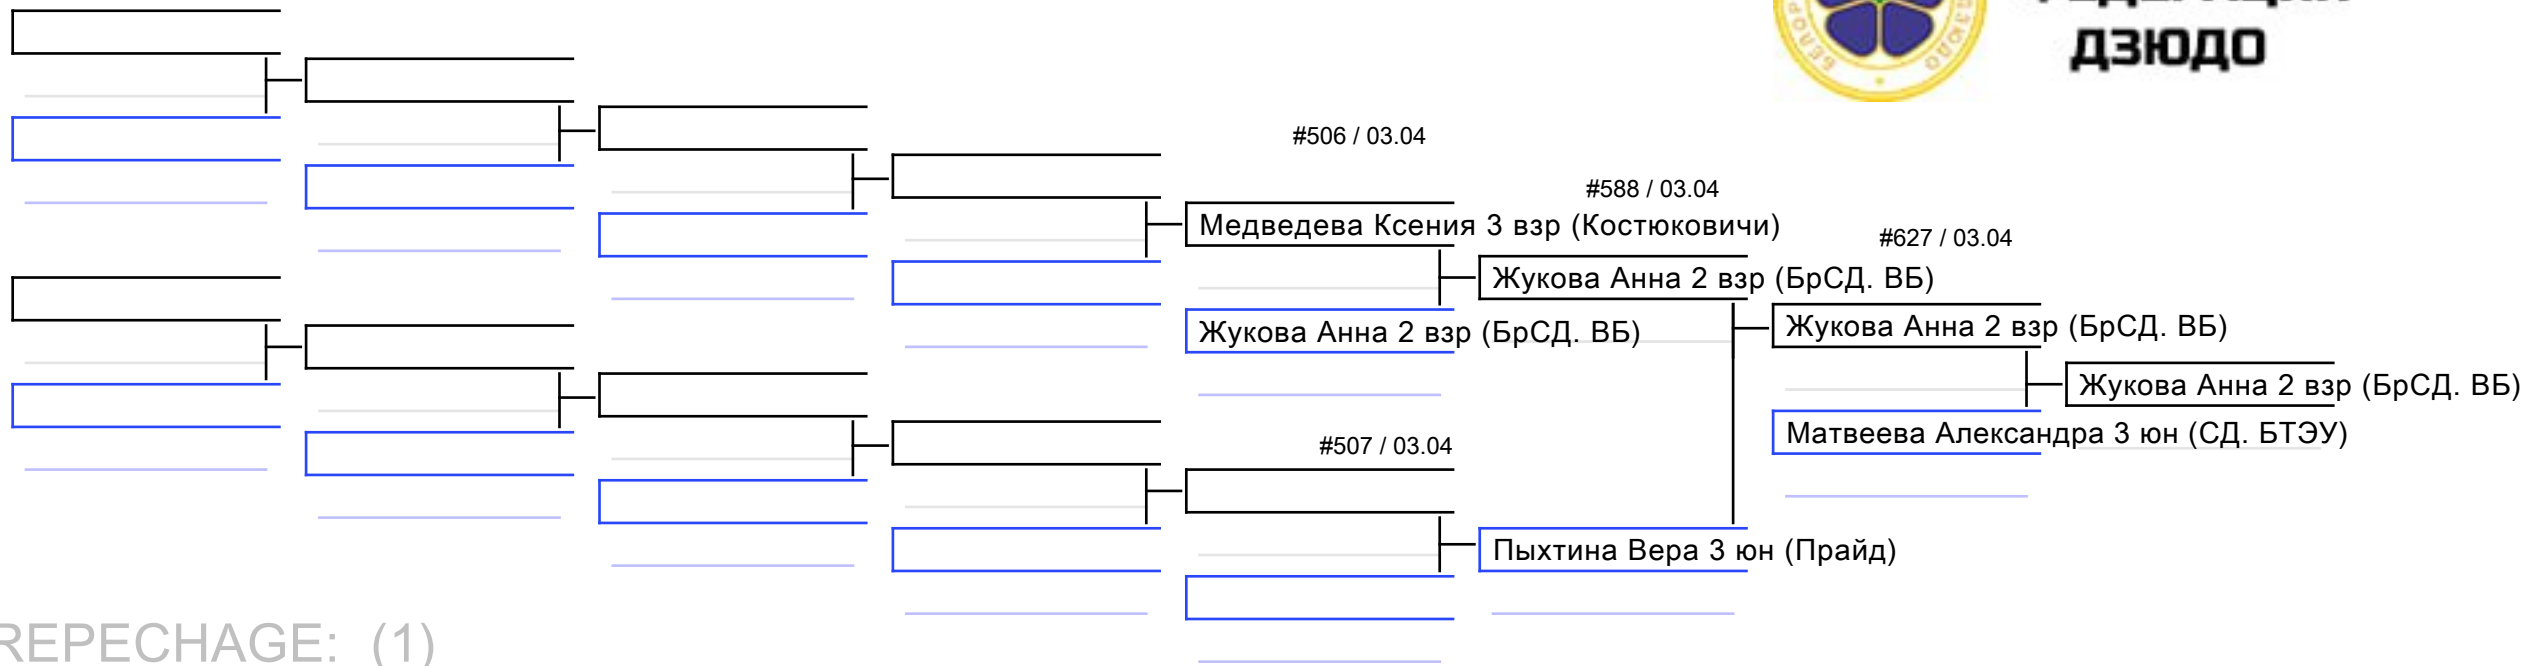 ДЗЮДО
#506 / 03.04
#588 / 03.04
Медведева Ксения 3 взр (Костюковичи)
#627 / 03.04
Жукова Анна 2 взр (БрСД. ВБ)
Жукова Анна 2 взр (БрСД. ВБ)
Жукова Анна 2 взр (БрСД. ВБ)
Жукова Анна 2 взр (БрСД. ВБ)
Матвеева Александра 3 юн (СД. БТЭУ)
#507 / 03.04
Пыхтина Вера 3 юн (Прайд)
REPECHAGE: (1)